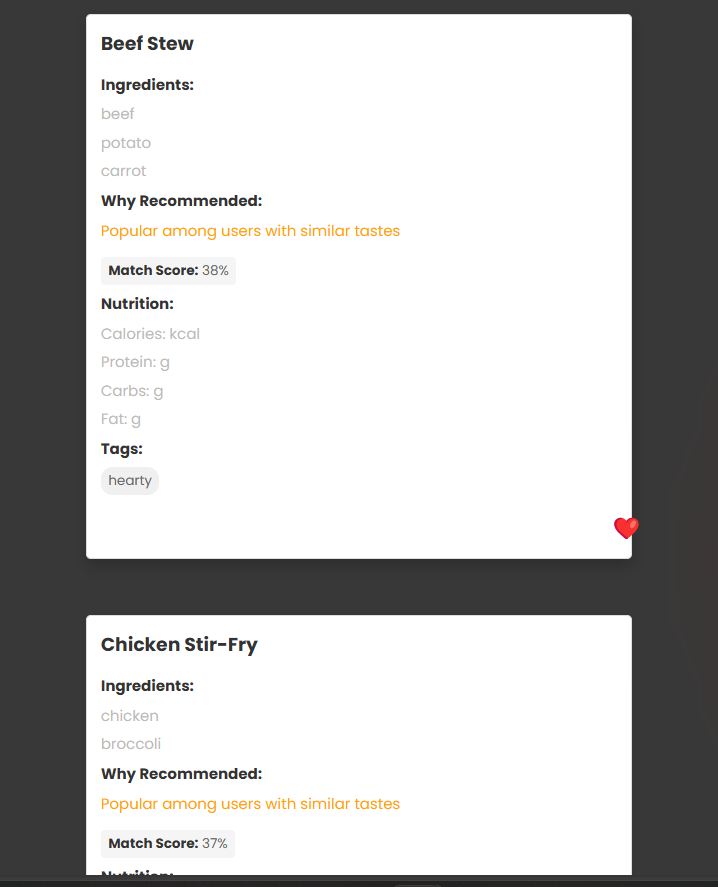 Beef Stew
Ingredients:
beef
potato
carrot
Why Recommended:
Popular among users with similar tastes
Match Score: 38%
Nutrition:
Calories: kcal
Protein: g
Carbs: g
Fat: g
Tags:
hearty
Chicken Stir-Fry
Ingredients:
chicken
broccoli
Why Recommended:
Popular among users with similar tastes
Match Score: 37%
Nutrition: